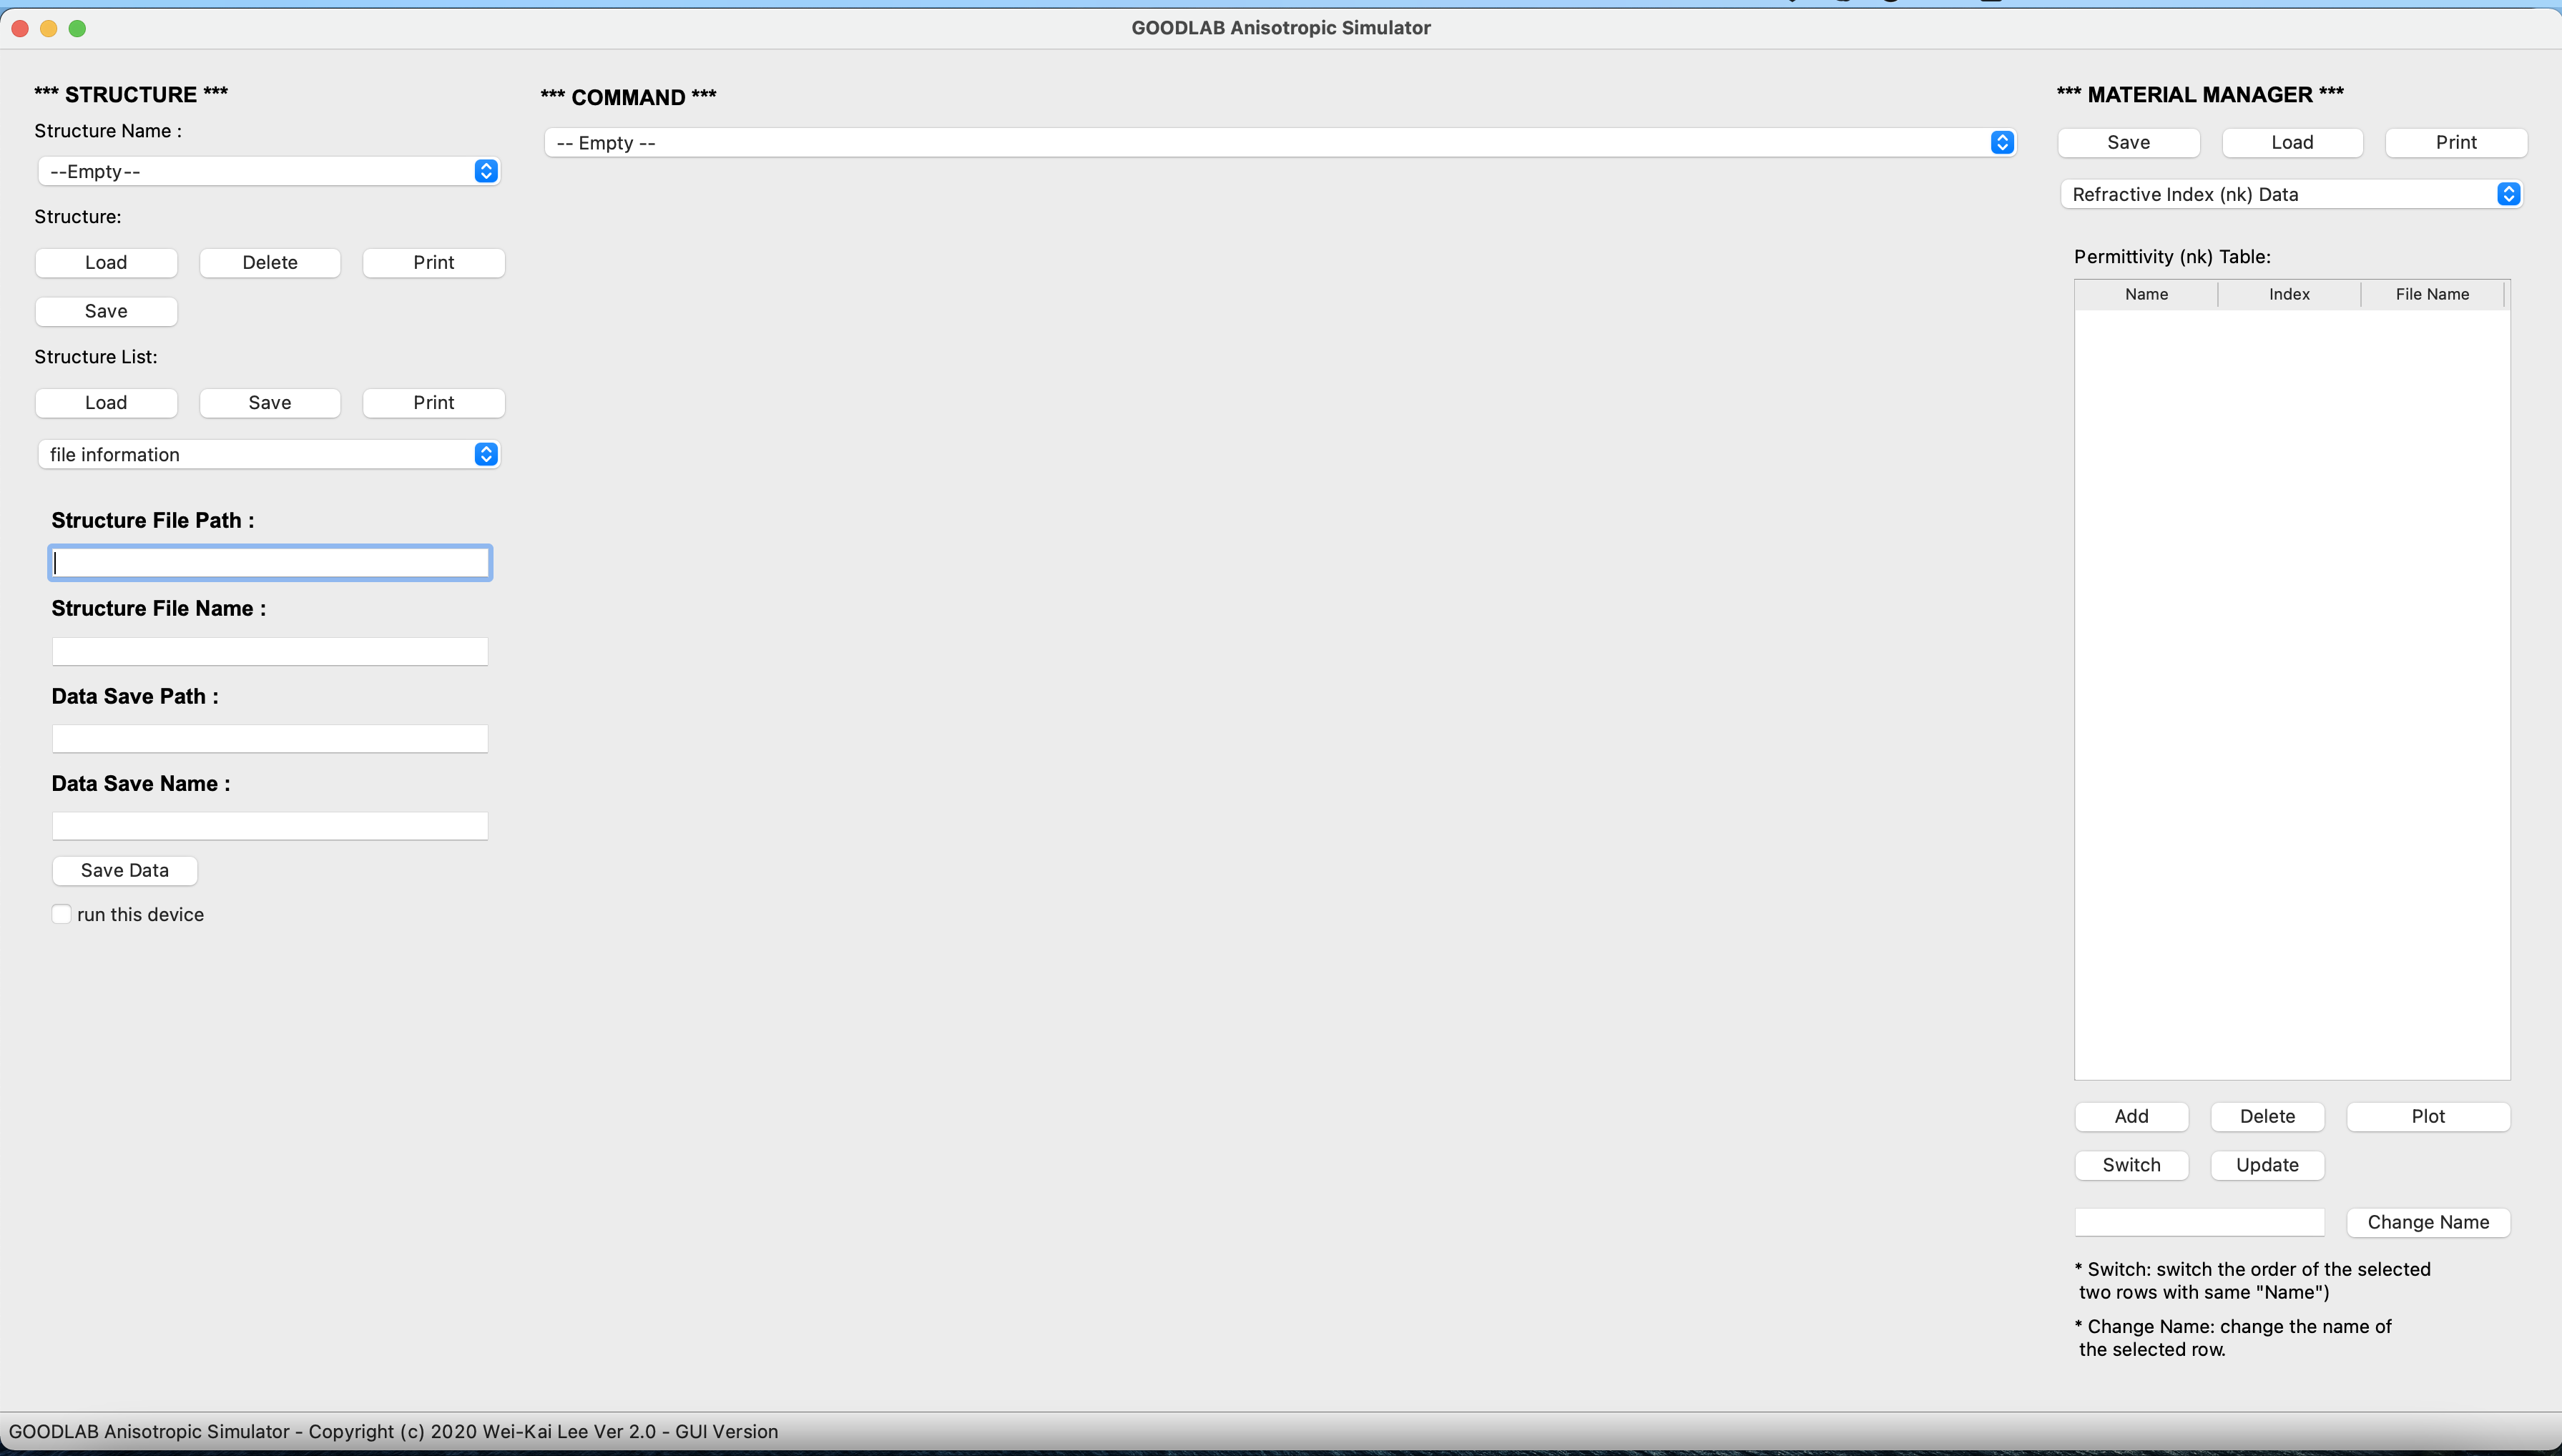 GOODLAB Anisotropic Simulator
*** STRUCTURE ***
Structure Name :
--Empty--
Structure:
Load Delete Print
Save
Structure List:
Load Save Print
file information
Structure File Path :
Structure File Name :
Data Save Path :
Data Save Name :
Save Data
run this device
*** COMMAND ***
-- Empty --
*** MATERIAL MANAGER ***
Save Load Print
Refractive Index (nk) Data
Permittivity (nk) Table:
Name Index File Name
Add Delete Plot
Switch Update
Change Name
* Switch: switch the order of the selected
two rows with same "Name")
* Change Name: change the name of
the selected row.
GOODLAB Anisotropic Simulator - Copyright (c) 2020 Wei-Kai Lee Ver 2.0 - GUI Version